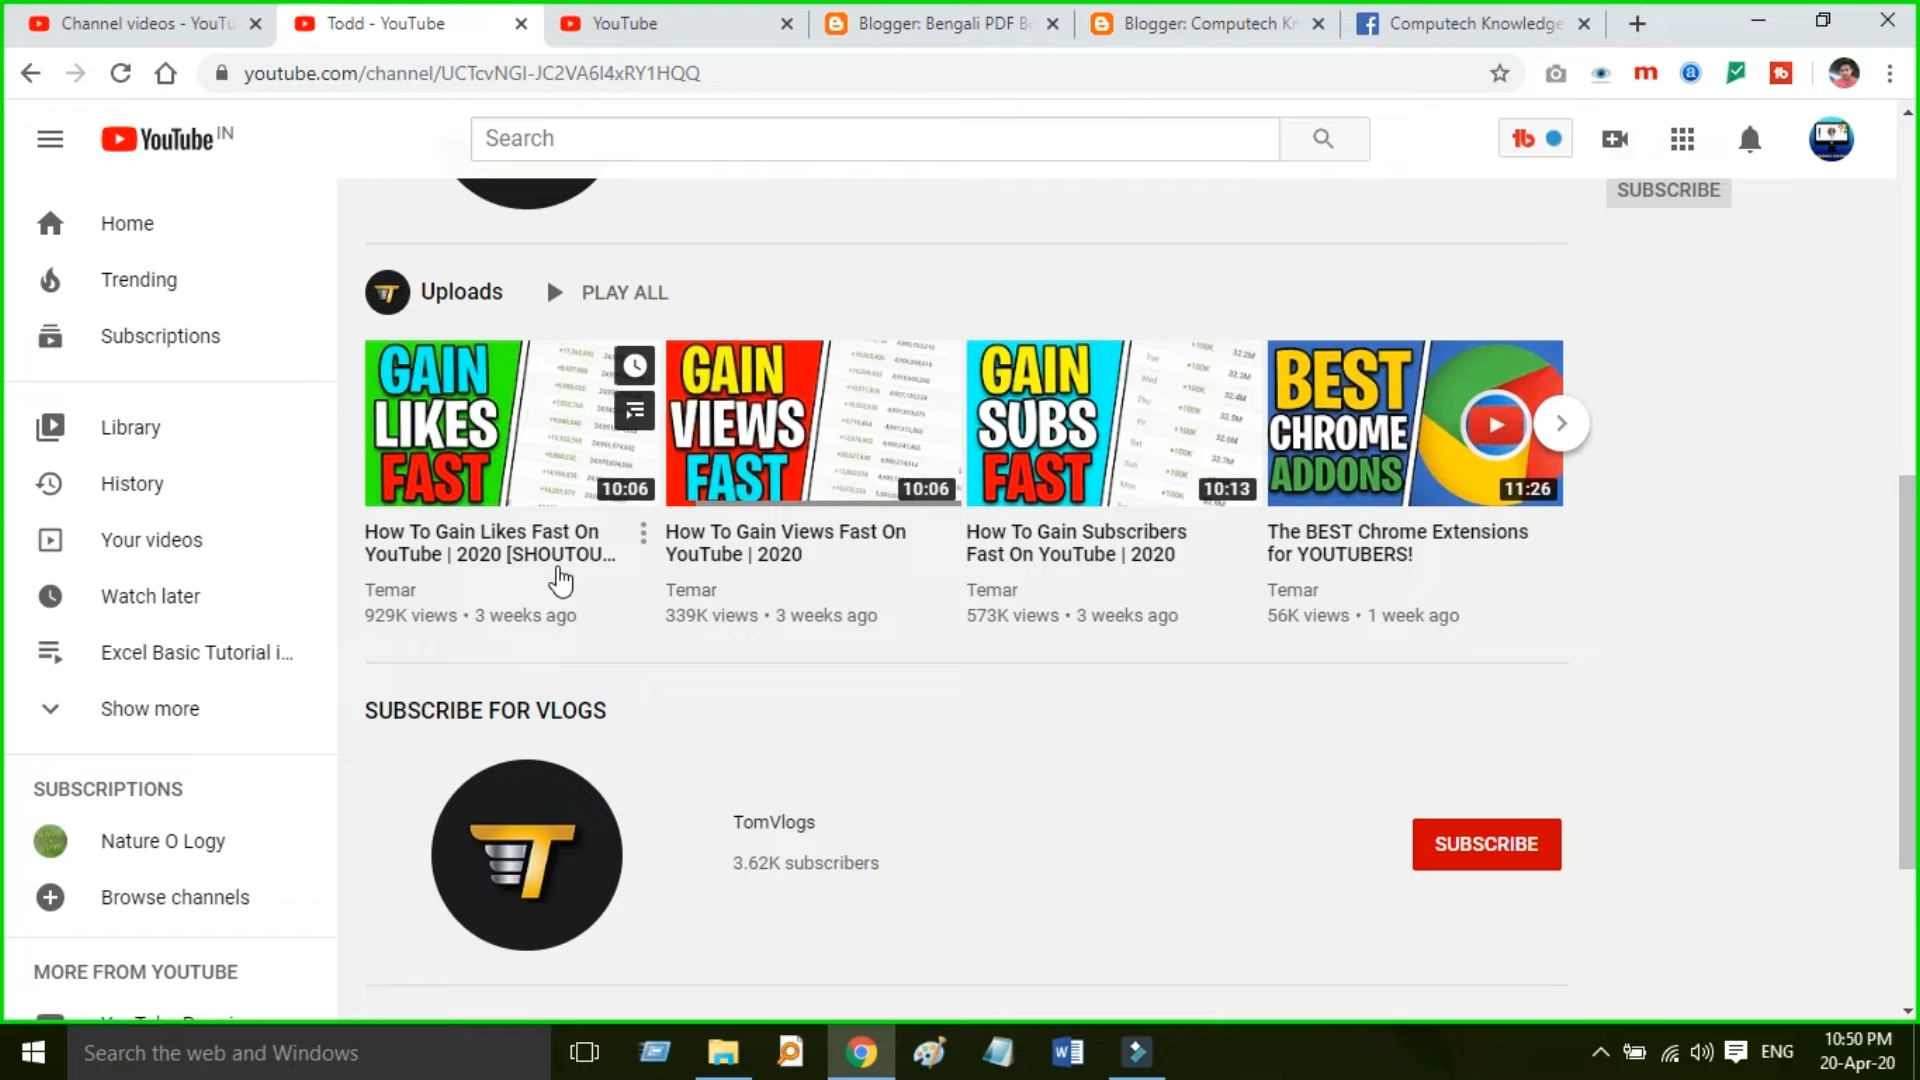 Channel videos - YouTu
Todd - YouTube
YouTube
Blogger: Bengali PDF Bo
Blogger: Computech Kn
Computech Knowledge
youtube.com/channel/UCTcvNGI-JC2VA6I4xRY1HQQ
YouTube IN
Search
SUBSCRIBE
Home
Trending
Subscriptions
Library
History
Your videos
Watch later
Excel Basic Tutorial i...
Show more
SUBSCRIPTIONS
Nature O Logy
Browse channels
MORE FROM YOUTUBE
Uploads
PLAY ALL
GAIN
LIKES
FAST
10:06
GAIN
VIEWS
FAST
10:06
GAIN
SUBS
FAST
10:13
BEST
CHROME
ADDONS
11:26
How To Gain Likes Fast On
YouTube | 2020 [SHOUTOU...
Temar
929K views • 3 weeks ago
How To Gain Views Fast On
YouTube | 2020
Temar
339K views • 3 weeks ago
How To Gain Subscribers
Fast On YouTube | 2020
Temar
573K views • 3 weeks ago
The BEST Chrome Extensions
for YOUTUBERS!
Temar
56K views • 1 week ago
SUBSCRIBE FOR VLOGS
TomVlogs
3.62K subscribers
SUBSCRIBE
Search the web and Windows
ENG
10:50 PM
20-Apr-20